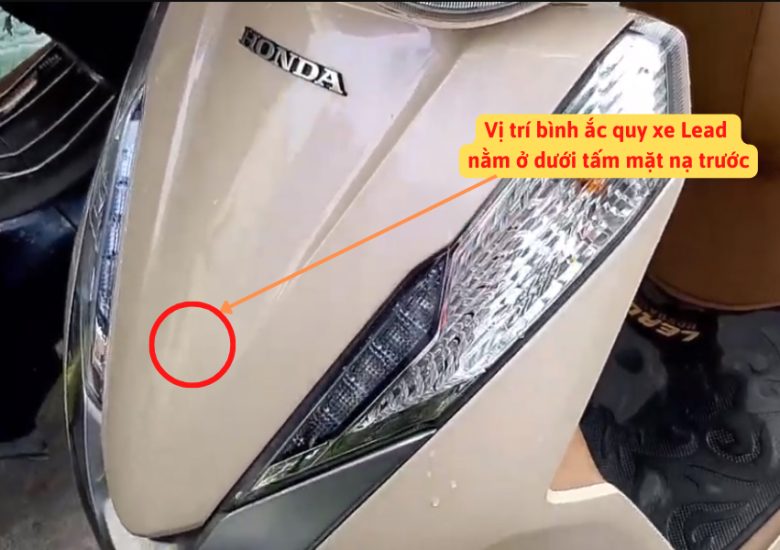 HONDA
Vị trí bình ắc quy xe Lead
nằm ở dưới tấm mặt nạ trước
LEAD